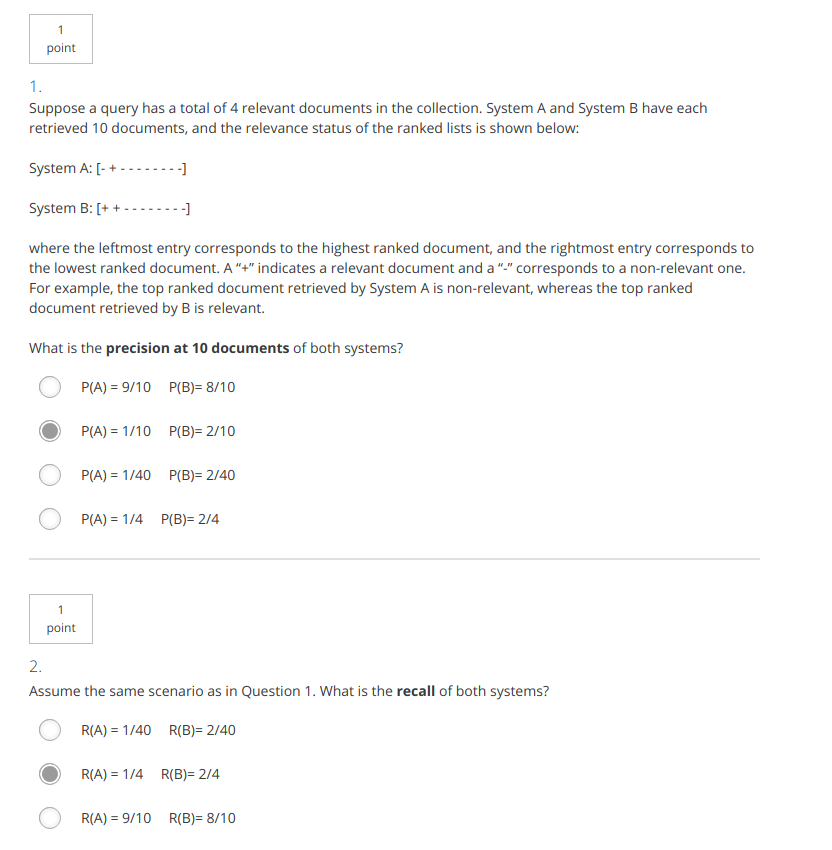 1
point
1.
Suppose a query has a total of 4 relevant documents in the collection. System A and System B have each
retrieved 10 documents, and the relevance status of the ranked lists is shown below:
System A: [- + - - - - - - - -]
System B: [+ + - - - - - - - -]
where the leftmost entry corresponds to the highest ranked document, and the rightmost entry corresponds to
the lowest ranked document. A “+” indicates a relevant document and a “-” corresponds to a non-relevant one.
For example, the top ranked document retrieved by System A is non-relevant, whereas the top ranked
document retrieved by B is relevant.
What is the precision at 10 documents of both systems?
P(A) = 9/10 P(B)= 8/10
P(A) = 1/10 P(B)= 2/10
P(A) = 1/40 P(B)= 2/40
P(A) = 1/4 P(B)= 2/4
1
point
2.
Assume the same scenario as in Question 1. What is the recall of both systems?
R(A) = 1/40 R(B)= 2/40
R(A) = 1/4 R(B)= 2/4
R(A) = 9/10 R(B)= 8/10